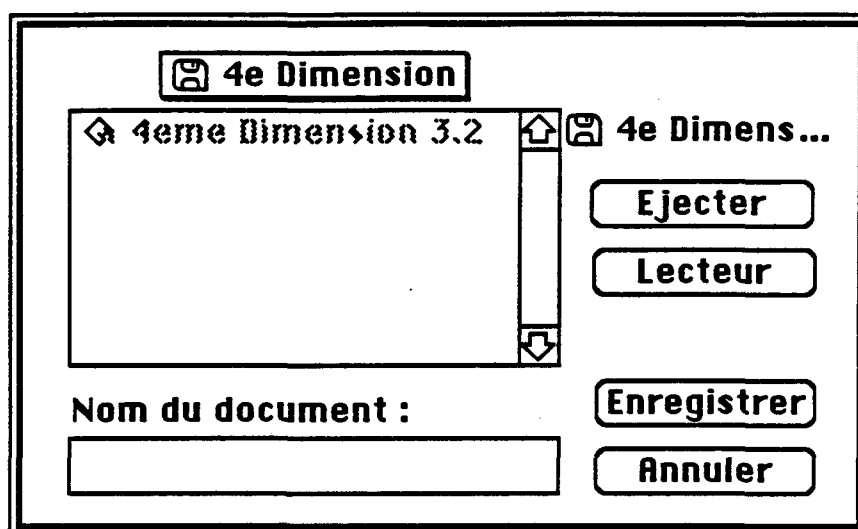 4e Dimension
4eme Dimension 3.2
4e Dimens...
Ejecter
Lecteur
Nom du document :
Enregistrer
Annuler